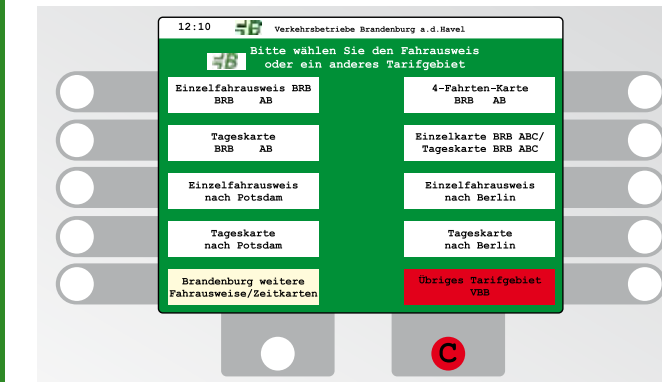 12:10 Verkehrsbetriebe Brandenburg a.d.Havel
Bitte wählen Sie den Fahrausweis
oder ein anderes Tarifgebiet
Einzelfahrausweis BRB
BRB AB
4-Fahrten-Karte
BRB AB
Tageskarte
BRB AB
Einzelkarte BRB ABC/
Tageskarte BRB ABC
Einzelfahrausweis
nach Potsdam
Einzelfahrausweis
nach Berlin
Tageskarte
nach Potsdam
Tageskarte
nach Berlin
Brandenburg weitere
Fahrausweise/Zeitkarten
Übriges Tarifgebiet
VBB
C